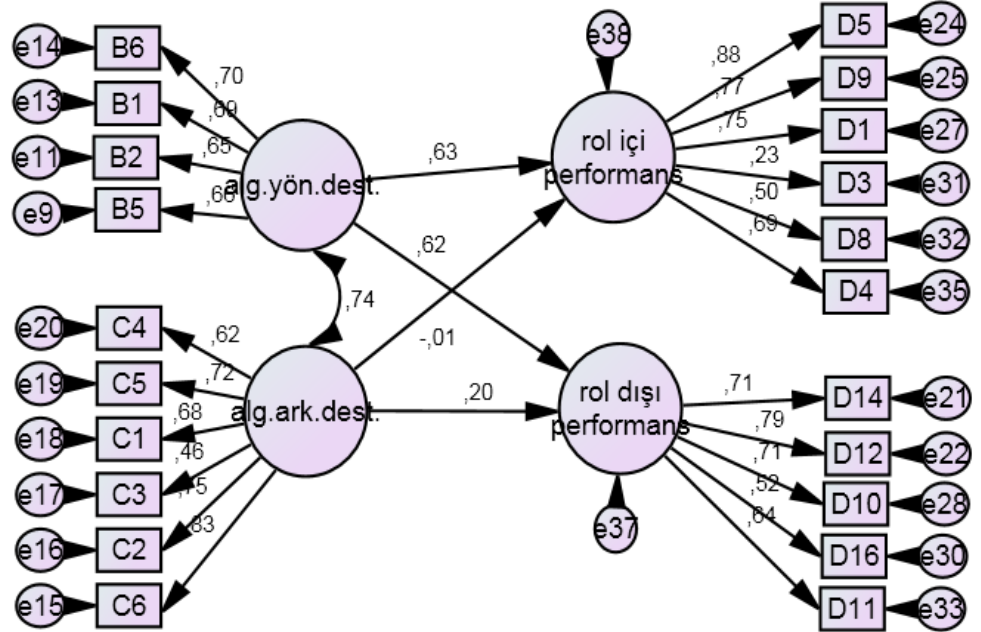 e14 B6
e13 B1
e11 B2
e9 B5
,70
,69
,65
,66
alg.yön.dest.
e20 C4
e19 C5
e18 C1
e17 C3
e16 C2
e15 C6
,62
,72
,68
,46
,75
,83
alg.ark.dest.
,74
,63
,62
-,01
,20
e38
rol içi
performans
,88
,77
,75
,23
,50
,69
D5 e24
D9 e25
D1 e27
D3 e31
D8 e32
D4 e35
rol dışı
performans
e37
,71
,79
,71
,52
,64
D14 e21
D12 e22
D10 e28
D16 e30
D11 e33